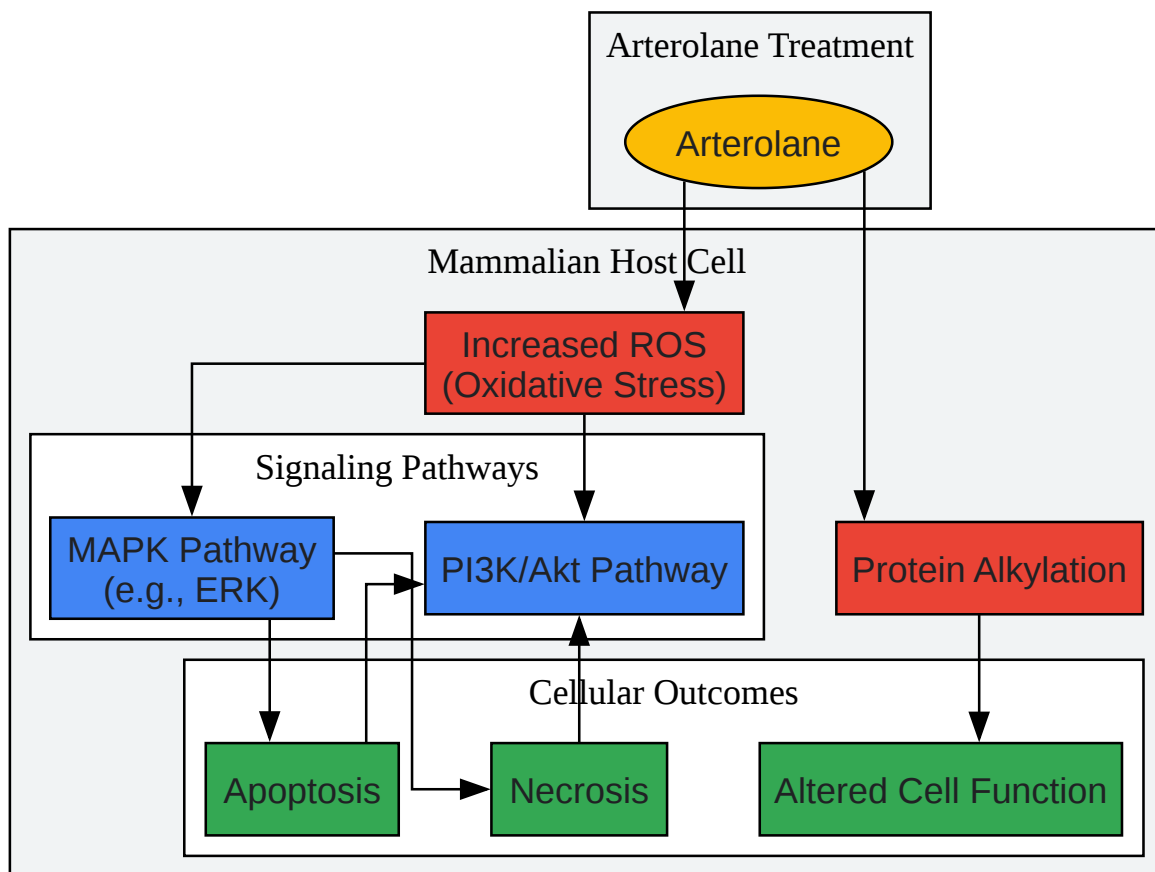 Arterolane Treatment
Arterolane
Mammalian Host Cell
Increased ROS
(Oxidative Stress)
Signaling Pathways
MAPK Pathway
(e.g., ERK)
PI3K/Akt Pathway
Protein Alkylation
Cellular Outcomes
Apoptosis
Necrosis
Altered Cell Function